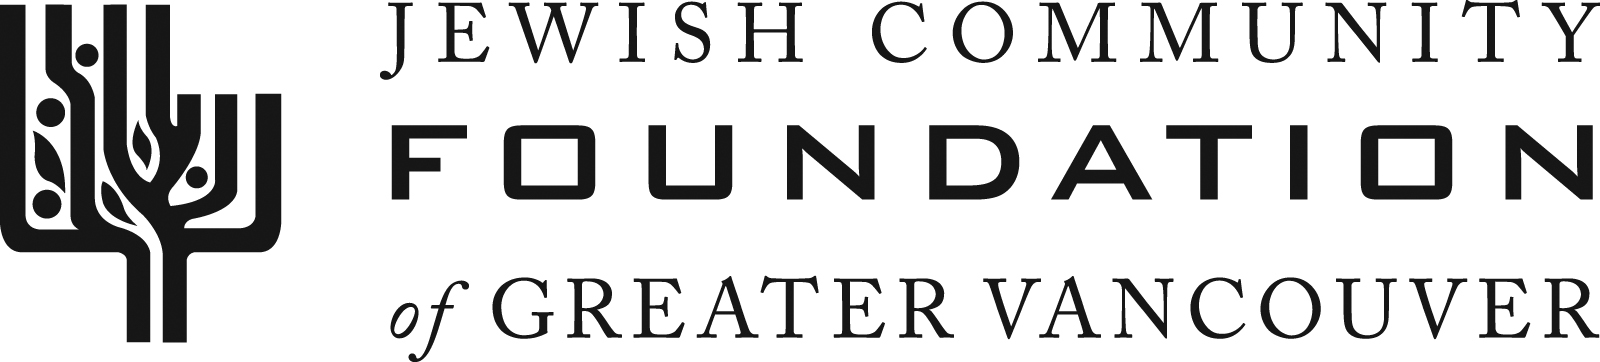 JEWISH COMMUNITY
FOUNDATION
of GREATER VANCOUVER